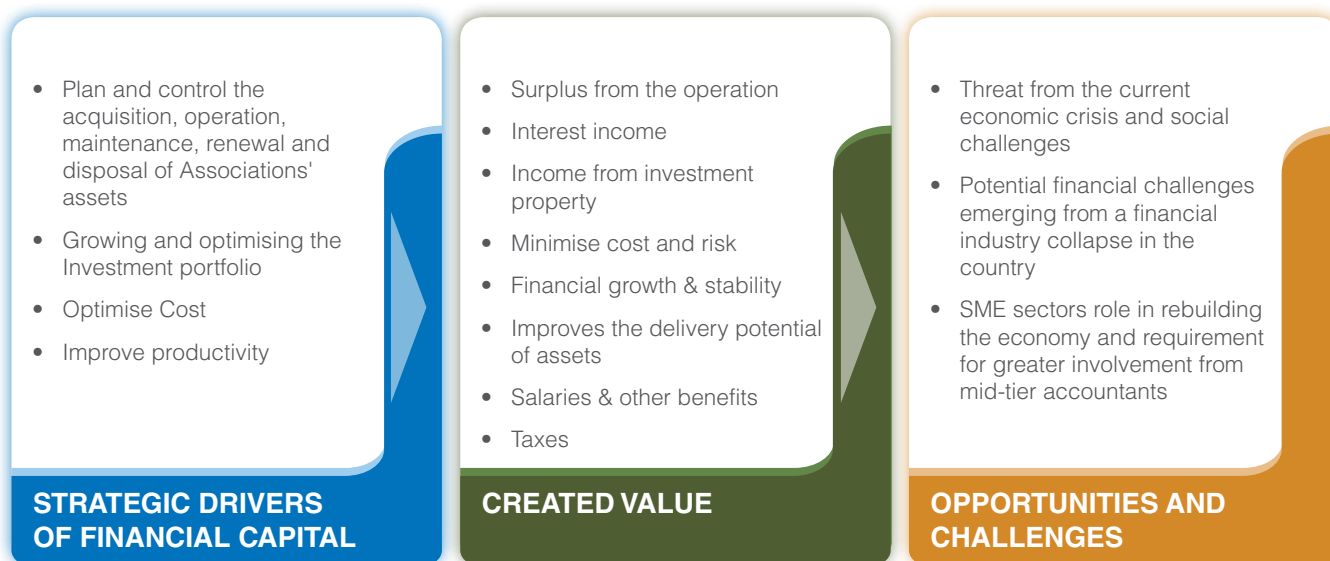 • Plan and control the
acquisition, operation,
maintenance, renewal and
disposal of Associations'
assets
• Growing and optimising the
Investment portfolio
• Optimise Cost
• Improve productivity
STRATEGIC DRIVERS
OF FINANCIAL CAPITAL
• Surplus from the operation
• Interest income
• Income from investment
property
• Minimise cost and risk
• Financial growth & stability
• Improves the delivery potential
of assets
• Salaries & other benefits
• Taxes
CREATED VALUE
• Threat from the current
economic crisis and social
challenges
• Potential financial challenges
emerging from a financial
industry collapse in the
country
• SME sectors role in rebuilding
the economy and requirement
for greater involvement from
mid-tier accountants
OPPORTUNITIES AND
CHALLENGES